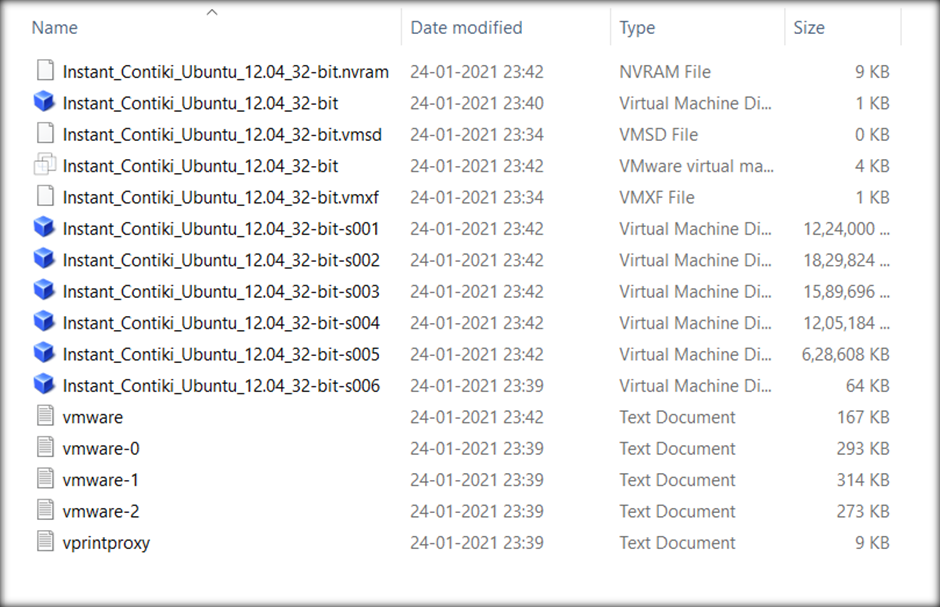 Name Date modified Type Size
Instant_Contiki_Ubuntu_12.04_32-bit.nvram 24-01-2021 23:42 NVRAM File 9 KB
Instant_Contiki_Ubuntu_12.04_32-bit 24-01-2021 23:40 Virtual Machine Di... 1 KB
Instant_Contiki_Ubuntu_12.04_32-bit.vmsd 24-01-2021 23:34 VMSD File 0 KB
Instant_Contiki_Ubuntu_12.04_32-bit 24-01-2021 23:42 VMware virtual ma... 4 KB
Instant_Contiki_Ubuntu_12.04_32-bit.vmxf 24-01-2021 23:34 VMXF File 1 KB
Instant_Contiki_Ubuntu_12.04_32-bit-s001 24-01-2021 23:42 Virtual Machine Di... 12,24,000 ...
Instant_Contiki_Ubuntu_12.04_32-bit-s002 24-01-2021 23:42 Virtual Machine Di... 18,29,824 ...
Instant_Contiki_Ubuntu_12.04_32-bit-s003 24-01-2021 23:42 Virtual Machine Di... 15,89,696 ...
Instant_Contiki_Ubuntu_12.04_32-bit-s004 24-01-2021 23:42 Virtual Machine Di... 12,05,184 ...
Instant_Contiki_Ubuntu_12.04_32-bit-s005 24-01-2021 23:42 Virtual Machine Di... 6,28,608 KB
Instant_Contiki_Ubuntu_12.04_32-bit-s006 24-01-2021 23:39 Virtual Machine Di... 64 KB
vmware 24-01-2021 23:42 Text Document 167 KB
vmware-0 24-01-2021 23:39 Text Document 293 KB
vmware-1 24-01-2021 23:39 Text Document 314 KB
vmware-2 24-01-2021 23:39 Text Document 273 KB
vprintproxy 24-01-2021 23:39 Text Document 9 KB